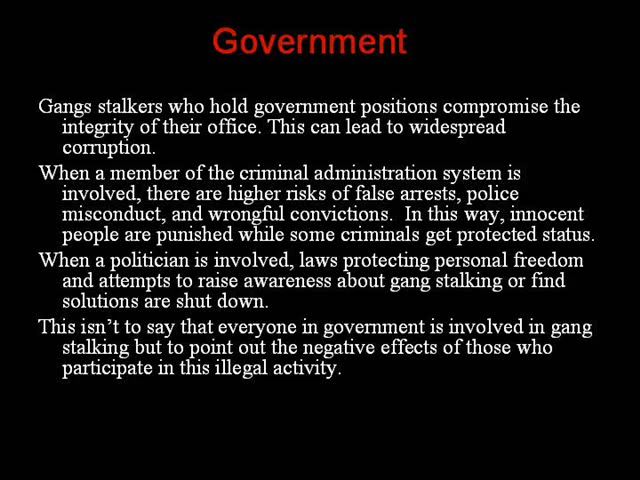 Government
Gangs stalkers who hold government positions compromise the
integrity of their office. This can lead to widespread
corruption.
When a member of the criminal administration system is
involved, there are higher risks of false arrests, police
misconduct, and wrongful convictions.  In this way, innocent
people are punished while some criminals get protected status.
When a politician is involved, laws protecting personal freedom
and attempts to raise awareness about gang stalking or find
solutions are shut down.
This isn’t to say that everyone in government is involved in gang
stalking but to point out the negative effects of those who
participate in this illegal activity.